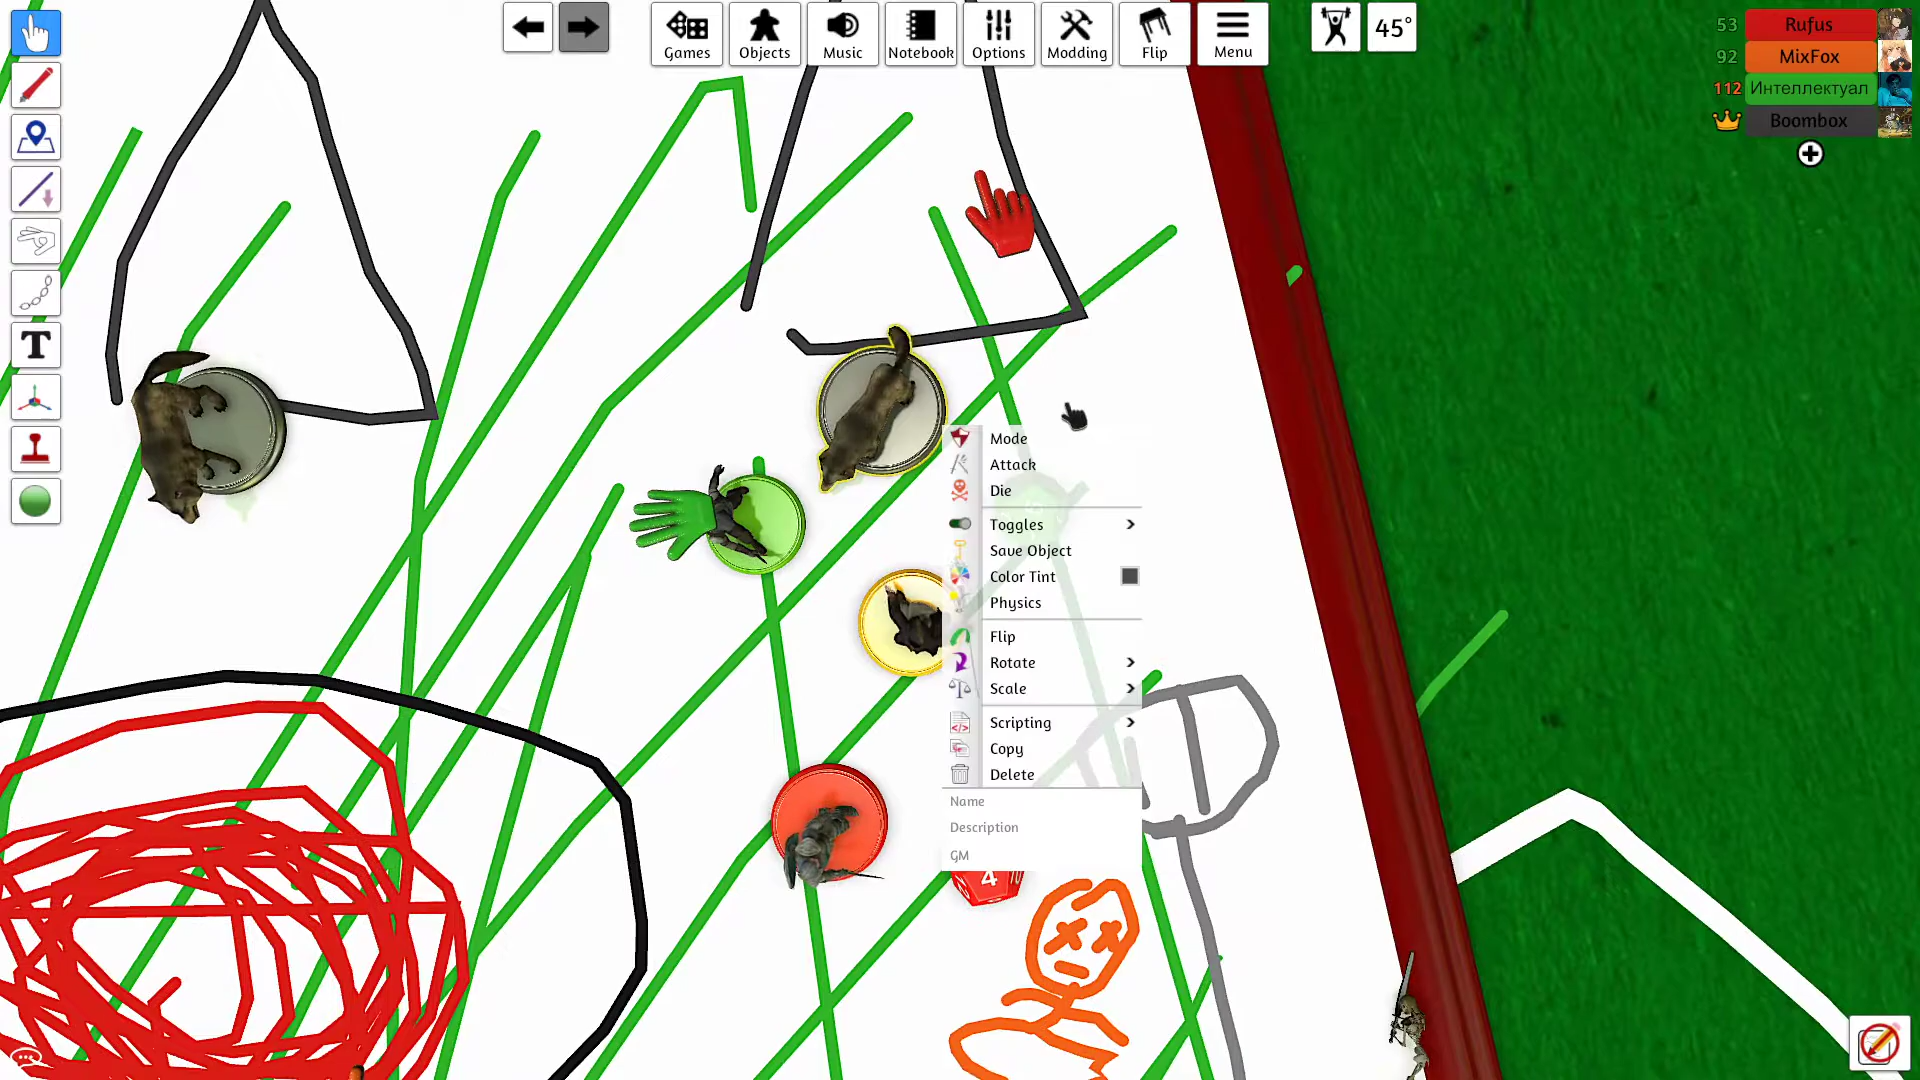 Games
Objects
Music
Notebook
Options
Modding
Flip
Menu
45°
53 Rufus
92 MixFox
112 Интеллектуал
Boombox
T
Mode
Attack
Die
Toggles
Save Object
Color Tint
Physics
Flip
Rotate
Scale
Scripting
Copy
Delete
Name
Description
GM
4